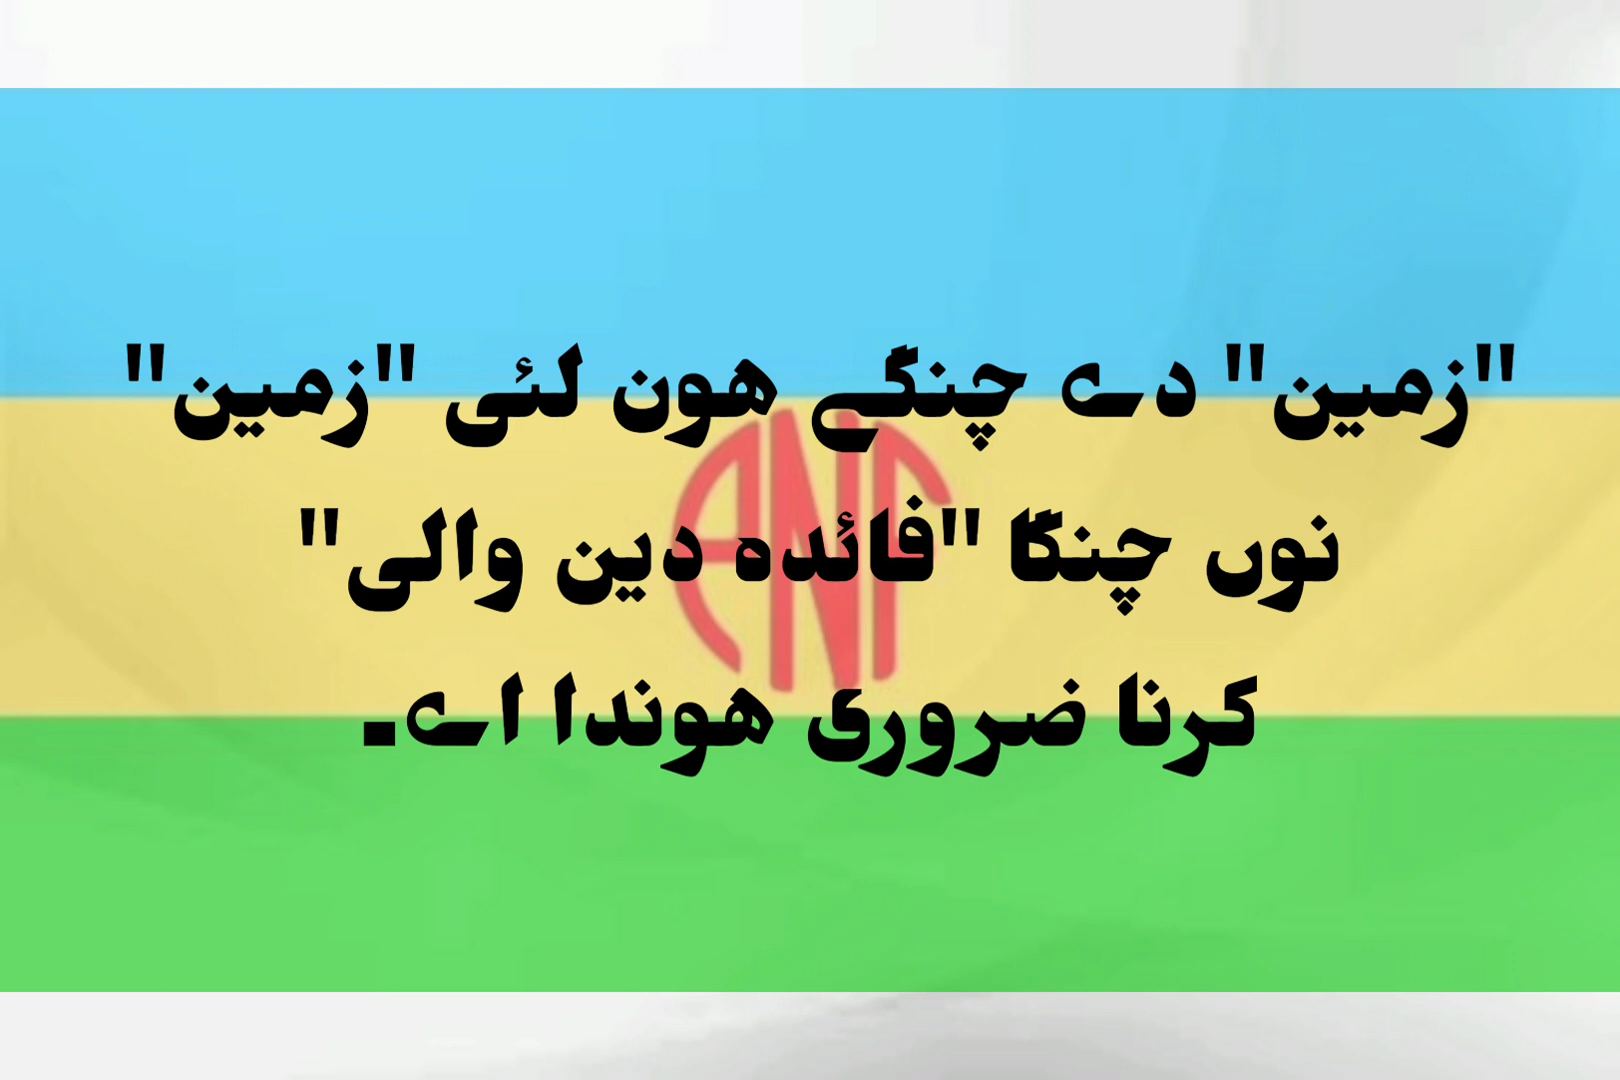 "زمین" دے چنگے ہون لئی "زمین"
نوں چنگا "فائدہ دین والی"
کرنا ضروری ہوندا اے۔